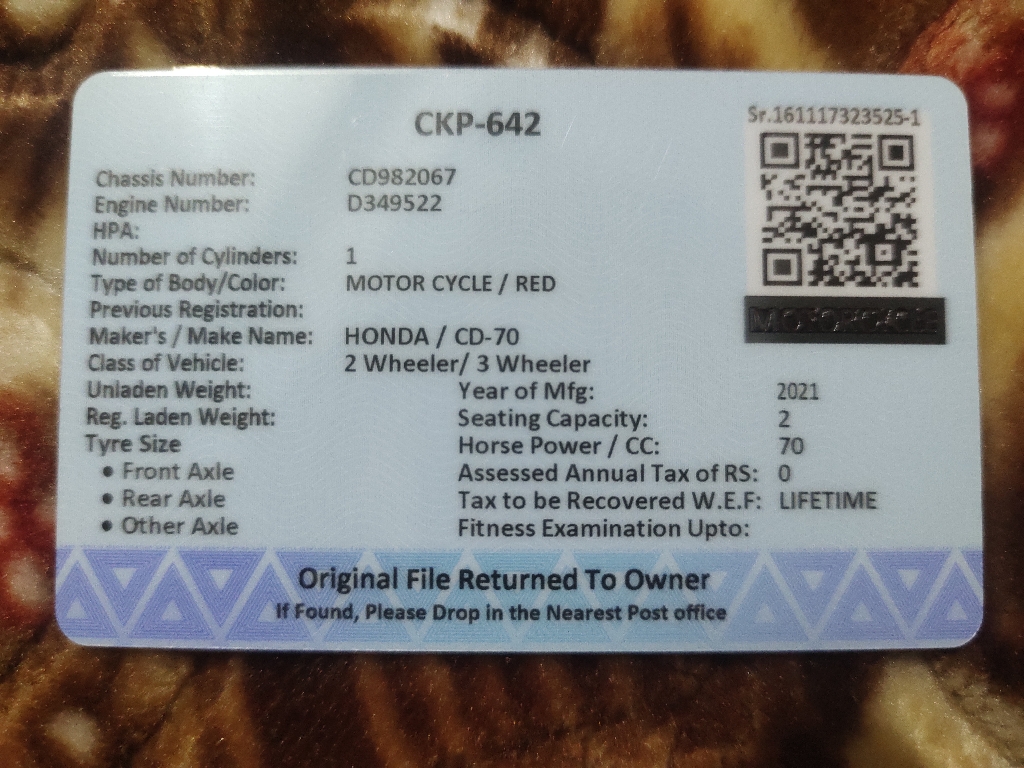 CKP-642
Sr.161117323525-1
Chassis Number: CD982067
Engine Number: D349522
HPA:
Number of Cylinders: 1
Type of Body/Color: MOTOR CYCLE / RED
Previous Registration:
Maker's / Make Name: HONDA / CD-70
MOTORCYCLE
Class of Vehicle: 2 Wheeler/ 3 Wheeler
Unladen Weight: Year of Mfg: 2021
Reg. Laden Weight: Seating Capacity: 2
Tyre Size Horse Power / CC: 70
• Front Axle Assessed Annual Tax of RS: 0
• Rear Axle Tax to be Recovered W.E.F: LIFETIME
• Other Axle Fitness Examination Upto:
Original File Returned To Owner
If Found, Please Drop in the Nearest Post office